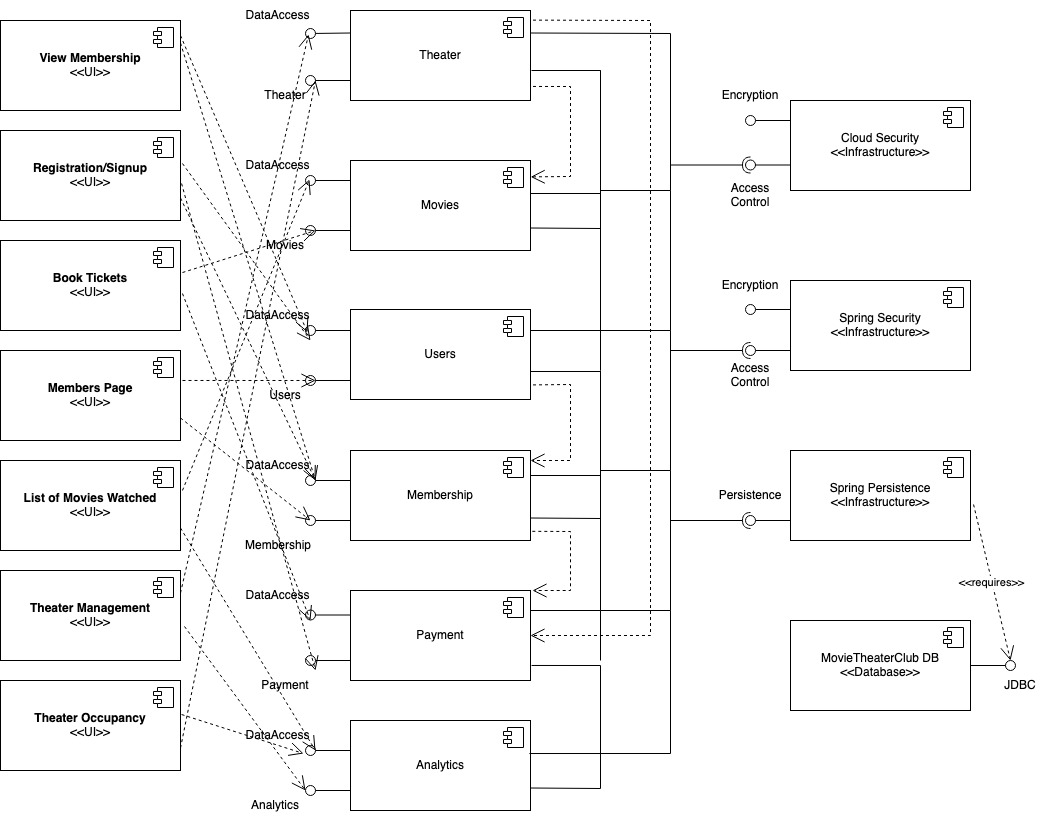 View Membership
<<UI>>
Registration/Signup
<<UI>>
Book Tickets
<<UI>>
Members Page
<<UI>>
List of Movies Watched
<<UI>>
Theater Management
<<UI>>
Theater Occupancy
<<UI>>
DataAccess
Theater
DataAccess
Movies
DataAccess
Users
DataAccess
Membership
DataAccess
Payment
DataAccess
Analytics
Theater
Movies
Users
Membership
Payment
Analytics
Encryption
Access
Control
Cloud Security
<<Infrastructure>>
Encryption
Access
Control
Spring Security
<<Infrastructure>>
Persistence
Spring Persistence
<<Infrastructure>>
<<requires>>
MovieTheaterClub DB
<<Database>>
JDBC